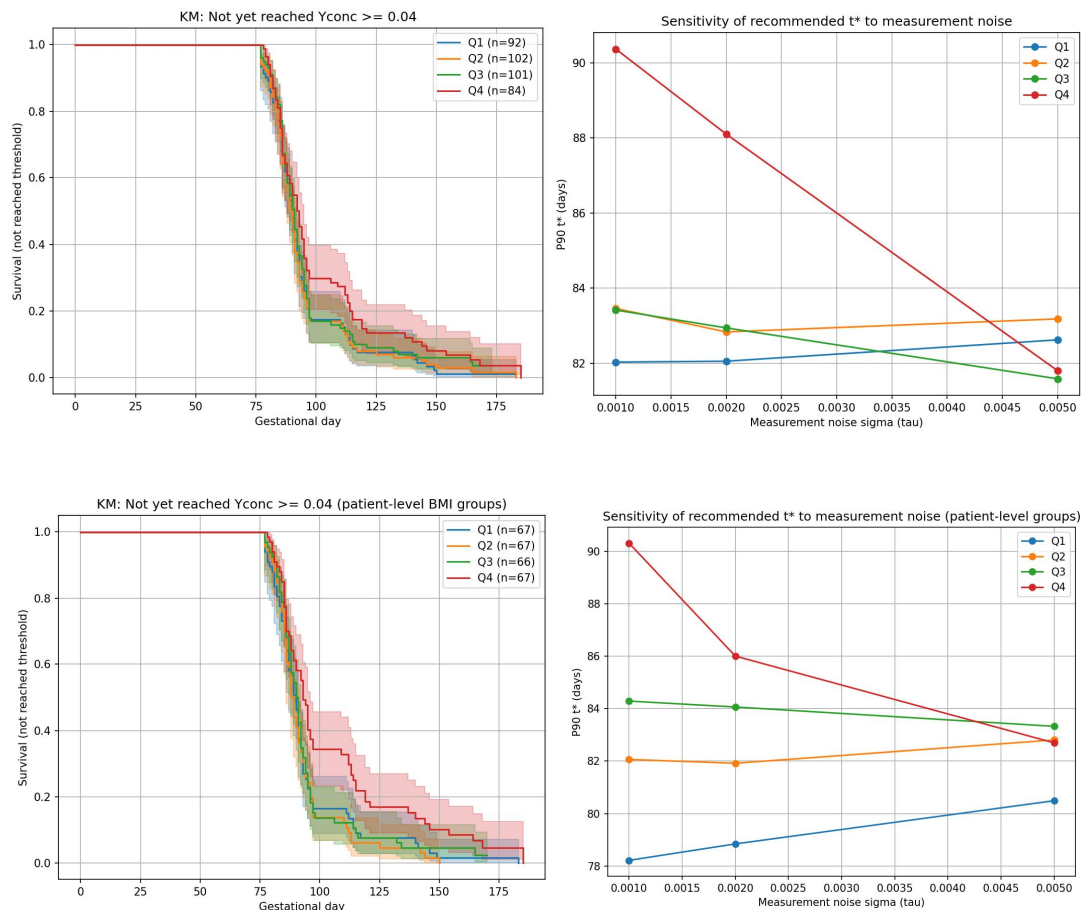 KM: Not yet reached Yconc >= 0.04
Survival (not reached threshold)
1.0
0.8
0.6
0.4
0.2
0.0
Q1 (n=92)
Q2 (n=102)
Q3 (n=101)
Q4 (n=84)
0 25 50 75 100 125 150 175
Gestational day
Sensitivity of recommended t* to measurement noise
P90 t* (days)
90
88
86
84
82
Q1
Q2
Q3
Q4
0.0010 0.0015 0.0020 0.0025 0.0030 0.0035 0.0040 0.0045 0.0050
Measurement noise sigma (tau)
KM: Not yet reached Yconc >= 0.04 (patient-level BMI groups)
Survival (not reached threshold)
1.0
0.8
0.6
0.4
0.2
0.0
Q1 (n=67)
Q2 (n=67)
Q3 (n=66)
Q4 (n=67)
0 25 50 75 100 125 150 175
Gestational day
Sensitivity of recommended t* to measurement noise (patient-level groups)
P90 t* (days)
90
88
86
84
82
80
78
Q1
Q2
Q3
Q4
0.0010 0.0015 0.0020 0.0025 0.0030 0.0035 0.0040 0.0045 0.0050
Measurement noise sigma (tau)